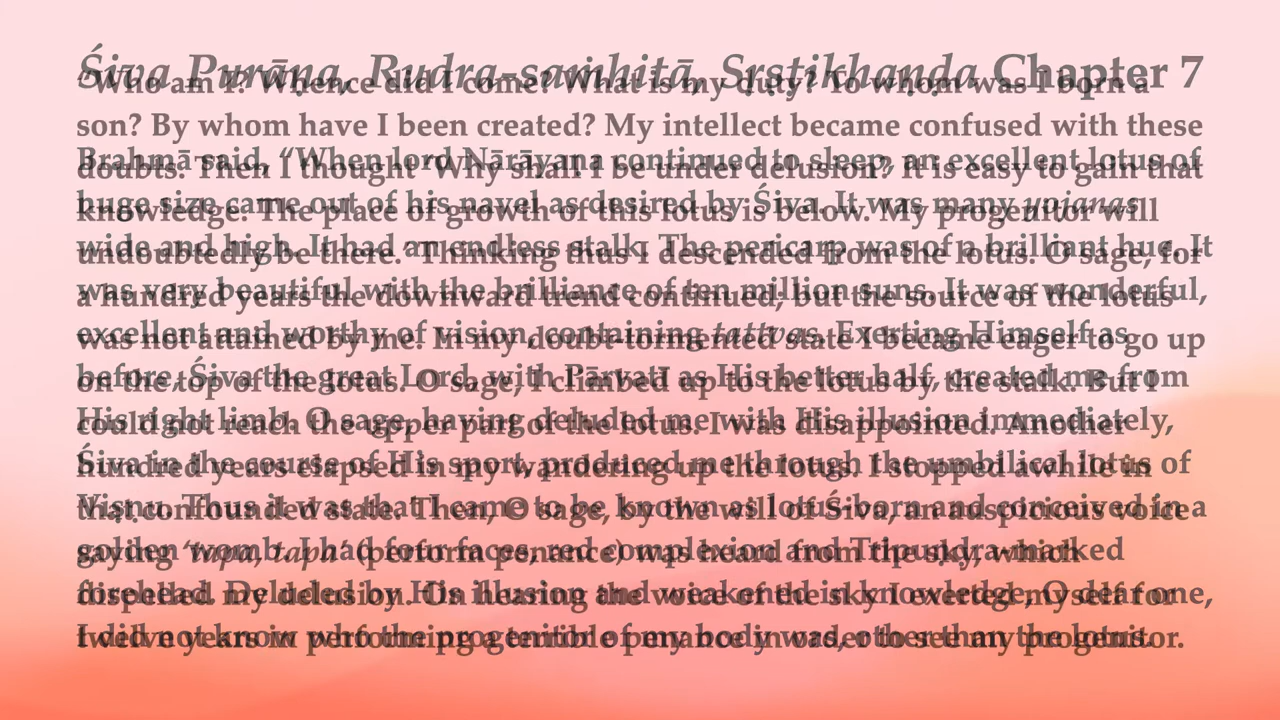 Śiva Purāṇa, Rudra-saṁhitā, Sṛṣṭikhaṇḍa Chapter 7
Brahmā said, “When lord Nārāyaṇa continued to sleep, an excellent lotus of
huge size came out of his navel as desired by Śiva. It was many yojanas
wide and high. It had an endless stalk. The pericarp was of a brilliant hue. It
was very beautiful with the brilliance of ten million suns. It was wonderful,
excellent and worthy of vision, containing tattvas. Exerting Himself as
before, Śiva the great Lord, with Pārvatī as His better half, created me from
His right limb. O sage, having deluded me with His illusion immediately,
Śiva in the course of His sport, produced me through the umbilical lotus of
Viṣṇu. Thus it was that I came to be known as lotus-born and conceived in a
golden womb. I had four faces, red complexion and Tripuṇḍra-marked
forehead. Deluded by His illusion and weakened in knowledge, O dear one,
I did not know who the progenitor of my body was, other than the lotus.
“Who am I? Whence did I come? What is my duty? To whom was I born a
son? By whom have I been created? My intellect became confused with these
doubts. Then I thought ‘Why shall I be under delusion? It is easy to gain that
knowledge. The place of growth of this lotus is below. My progenitor will
undoubtedly be there.” Thinking thus I descended from the lotus. O sage, for
a hundred years the downward trend continued, but the source of the lotus
was not attained by me. In my doubt-tormented state I became eager to go up
on the top of the lotus. O sage, I climbed up to the lotus by the stalk. But I
could not reach the upper part of the lotus. I was disappointed. Another
hundred years elapsed in my wandering up the lotus. I stopped awhile in
that confounded state. Then, O sage, by the will of Śiva, an auspicious voice
saying ‘tapa, tapa’ (perform penance) was heard from the sky, which
dispelled my delusion. On hearing the voice of the sky I exerted myself for
twelve years in performing a terrible penance in order to see my progenitor.